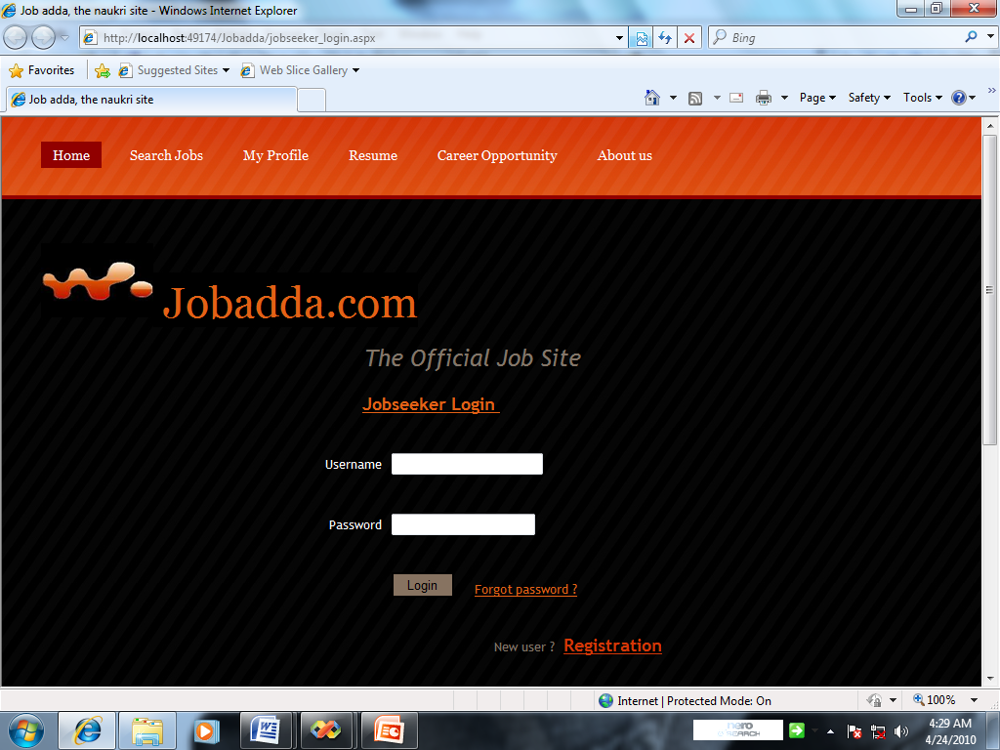 Job adda, the naukri site - Windows Internet Explorer
http://localhost:49174/Jobadda/jobseeker_login.aspx
Bing
Favorites Suggested Sites Web Slice Gallery
Job adda, the naukri site
Page Safety Tools
Home Search Jobs My Profile Resume Career Opportunity About us
Jobadda.com
The Official Job Site
Jobseeker Login
Username
Password
Login Forgot password ?
New user ? Registration
Internet | Protected Mode: On
100%
nero
SEARCH
4:29 AM
4/24/2010